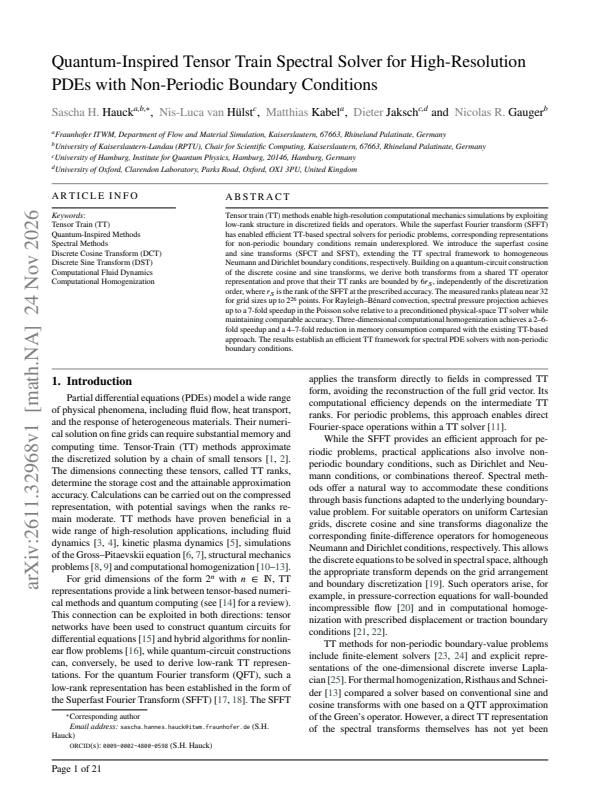 Quantum-Inspired Tensor Train Spectral Solver for High-Resolution
PDEs with Non-Periodic Boundary Conditions
Sascha H. Hauck^{a,b,∗}, Nis-Luca van Hülst^{c}, Matthias Kabel^{a}, Dieter Jaksch^{c,d} and Nicolas R. Gauger^{b}
^{a}Fraunhofer ITWM, Department of Flow and Material Simulation, Kaiserslautern, 67663, Rhineland Palatinate, Germany
^{b}University of Kaiserslautern-Landau (RPTU), Chair for Scientific Computing, Kaiserslautern, 67663, Rhineland Palatinate, Germany
^{c}University of Hamburg, Institute for Quantum Physics, Hamburg, 20146, Hamburg, Germany
^{d}University of Oxford, Clarendon Laboratory, Parks Road, Oxford, OX1 3PU, United Kingdom
ARTICLE INFO
Keywords:
Tensor Train (TT)
Quantum-Inspired Methods
Spectral Methods
Discrete Cosine Transform (DCT)
Discrete Sine Transform (DST)
Computational Fluid Dynamics
Computational Homogenization
ABSTRACT
Tensor train (TT) methods enable high-resolution computational mechanics simulations by exploiting
low-rank structure in discretized fields and operators. While the superfast Fourier transform (SFFT)
has enabled efficient TT-based spectral solvers for periodic problems, corresponding representations
for non-periodic boundary conditions remain underexplored. We introduce the superfast cosine
and sine transforms (SFCT and SFST), extending the TT spectral framework to homogeneous
Neumann and Dirichlet boundary conditions, respectively. Building on a quantum-circuit construction
of the discrete cosine and sine transforms, we derive both transforms from a shared TT operator
representation and prove that their TT ranks are bounded by 6r_{S}, independently of the discretization
order, where r_{S} is the rank of the SFFT at the prescribed accuracy. The measured ranks plateau near 32
for grid sizes up to 2^{28} points. For Rayleigh–Bénard convection, spectral pressure projection achieves
up to a 7-fold speedup in the Poisson solve relative to a preconditioned physical-space TT solver while
maintaining comparable accuracy. Three-dimensional computational homogenization achieves a 2–6-
fold speedup and a 4–7-fold reduction in memory consumption compared with the existing TT-based
approach. The results establish an efficient TT framework for spectral PDE solvers with non-periodic
boundary conditions.
1. Introduction
Partial differential equations (PDEs) model a wide range
of physical phenomena, including fluid flow, heat transport,
and the response of heterogeneous materials. Their numeri-
cal solution on fine grids can require substantial memory and
computing time. Tensor-Train (TT) methods approximate
the discretized solution by a chain of small tensors [1, 2].
The dimensions connecting these tensors, called TT ranks,
determine the storage cost and the attainable approximation
accuracy. Calculations can be carried out on the compressed
representation, with potential savings when the ranks re-
main moderate. TT methods have proven beneficial in a
wide range of high-resolution applications, including fluid
dynamics [3, 4], kinetic plasma dynamics [5], simulations
of the Gross–Pitaevskii equation [6, 7], structural mechanics
problems [8, 9] and computational homogenization [10–13].
For grid dimensions of the form 2^{n} with n ∈ ℕ, TT
representations provide a link between tensor-based numeri-
cal methods and quantum computing (see [14] for a review).
This connection can be exploited in both directions: tensor
networks have been used to construct quantum circuits for
differential equations [15] and hybrid algorithms for nonlin-
ear flow problems [16], while quantum-circuit constructions
can, conversely, be used to derive low-rank TT represen-
tations. For the quantum Fourier transform (QFT), such a
low-rank representation has been established in the form of
the Superfast Fourier Transform (SFFT) [17, 18]. The SFFT
∗Corresponding author
Email address: sascha.hannes.hauck@itwm.fraunhofer.de (S.H.
Hauck)
ORCID(s): 0009-0002-4800-0598 (S.H. Hauck)
applies the transform directly to fields in compressed TT
form, avoiding the reconstruction of the full grid vector. Its
computational efficiency depends on the intermediate TT
ranks. For periodic problems, this approach enables direct
Fourier-space operations within a TT solver [11].
While the SFFT provides an efficient approach for pe-
riodic problems, practical applications also involve non-
periodic boundary conditions, such as Dirichlet and Neu-
mann conditions, or combinations thereof. Spectral meth-
ods offer a natural way to accommodate these conditions
through basis functions adapted to the underlying boundary-
value problem. For suitable operators on uniform Cartesian
grids, discrete cosine and sine transforms diagonalize the
corresponding finite-difference operators for homogeneous
Neumann and Dirichlet conditions, respectively. This allows
the discrete equations to be solved in spectral space, although
the appropriate transform depends on the grid arrangement
and boundary discretization [19]. Such operators arise, for
example, in pressure-correction equations for wall-bounded
incompressible flow [20] and in computational homoge-
nization with prescribed displacement or traction boundary
conditions [21, 22].
TT methods for non-periodic boundary-value problems
include finite-element solvers [23, 24] and explicit repre-
sentations of the one-dimensional discrete inverse Lapla-
cian [25]. For thermal homogenization, Risthaus and Schnei-
der [13] compared a solver based on conventional sine and
cosine transforms with one based on a QTT approximation
of the Green's operator. However, a direct TT representation
of the spectral transforms themselves has not yet been
Page 1 of 21
arXiv:2611.32968v1 [math.NA] 24 Nov 2026